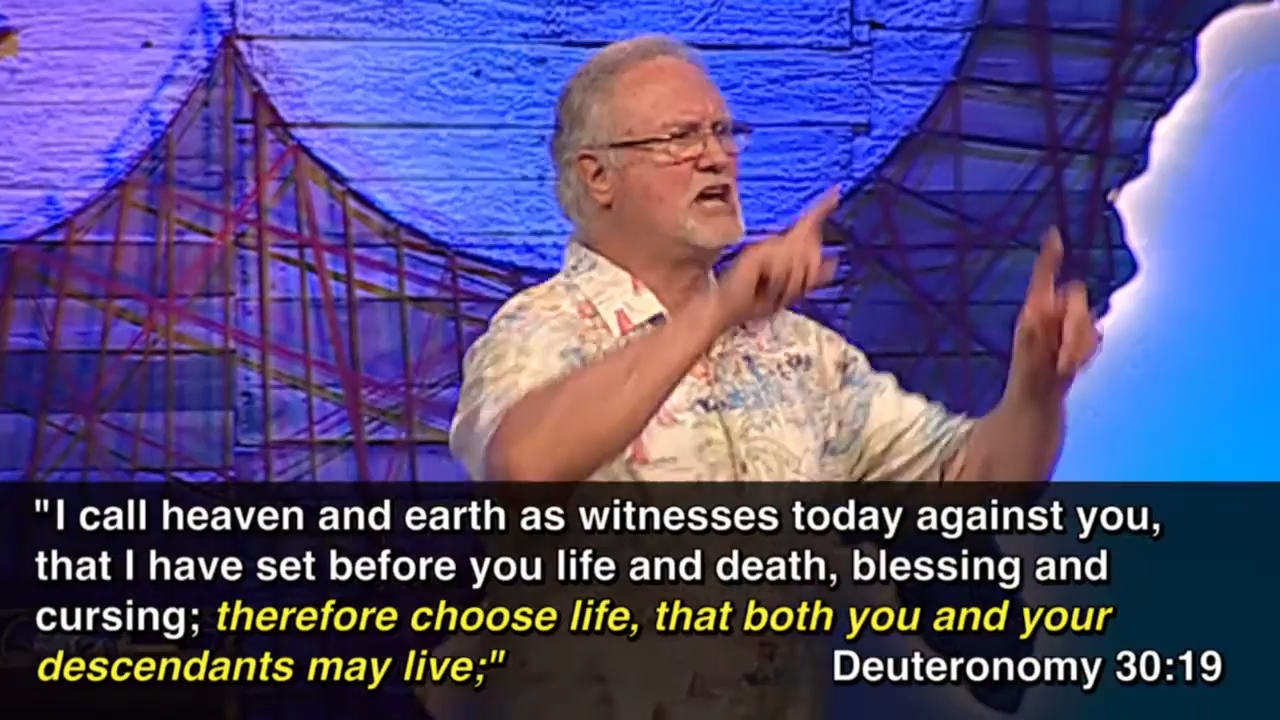 "I call heaven and earth as witnesses today against you,
that I have set before you life and death, blessing and
cursing; therefore choose life, that both you and your
descendants may live;"
Deuteronomy 30:19